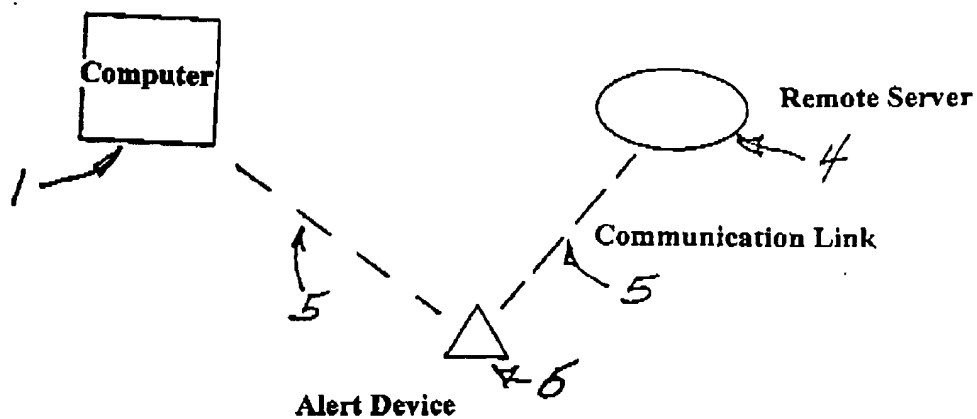 Computer
Remote Server
1
4
Communication Link
5
5
6
Alert Device